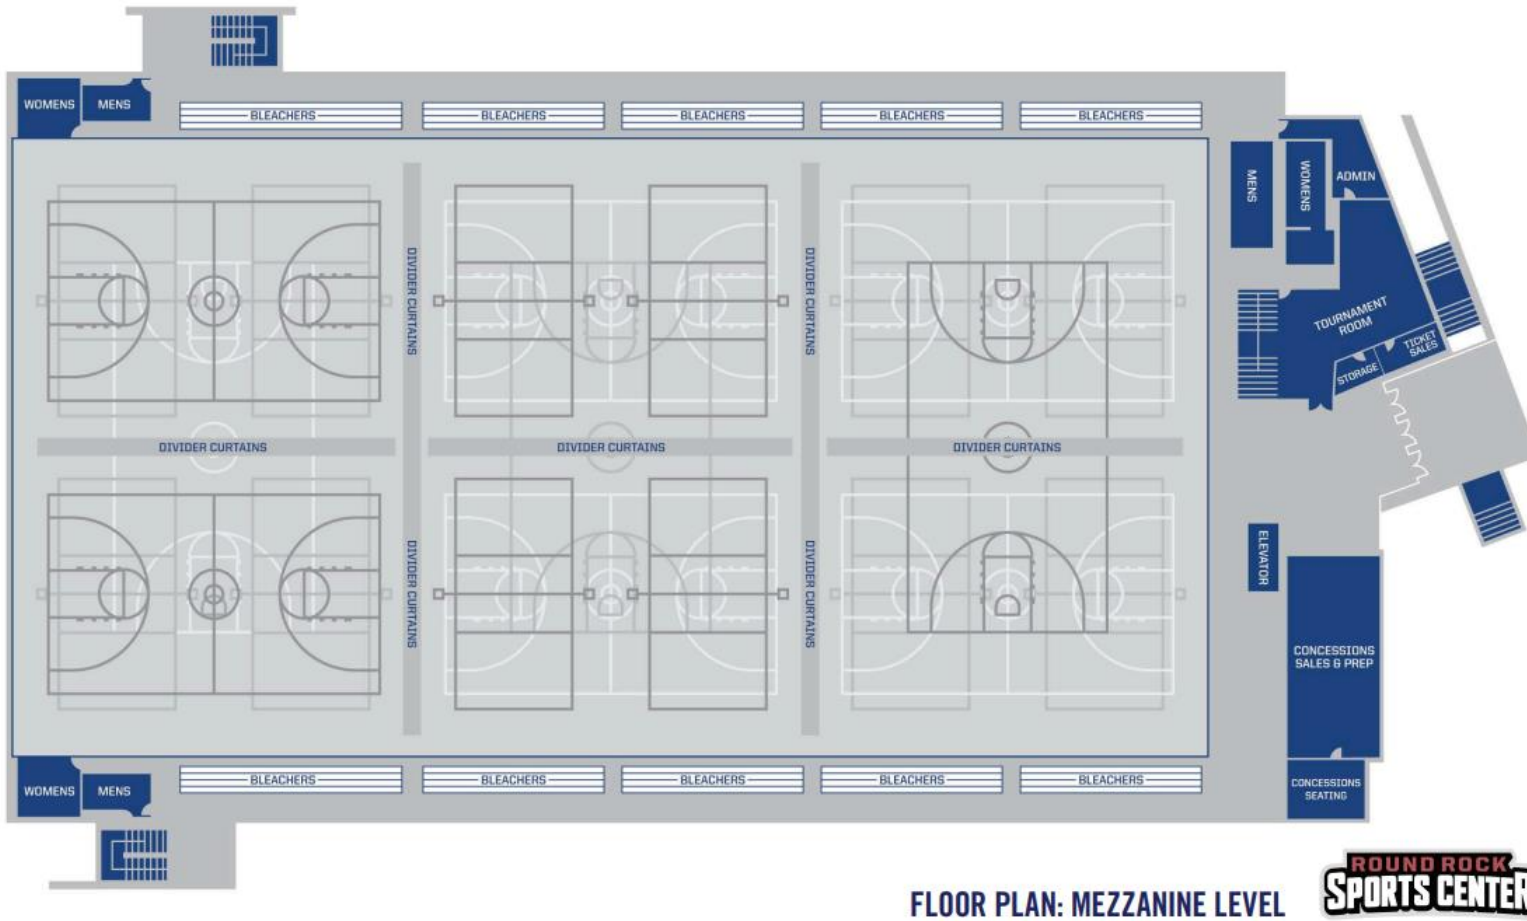 WOMENS
MENS
BLEACHERS
BLEACHERS
BLEACHERS
BLEACHERS
BLEACHERS
MENS
WOMENS
ADMIN
DIVIDER CURTAINS
DIVIDER CURTAINS
TOURNAMENT
ROOM
TICKET
SALES
STORAGE
DIVIDER CURTAINS
DIVIDER CURTAINS
DIVIDER CURTAINS
DIVIDER CURTAINS
DIVIDER CURTAINS
ELEVATOR
CONCESSIONS
SALES & PREP
WOMENS
MENS
BLEACHERS
BLEACHERS
BLEACHERS
BLEACHERS
BLEACHERS
CONCESSIONS
SEATING
FLOOR PLAN: MEZZANINE LEVEL
ROUND ROCK
SPORTS CENTER